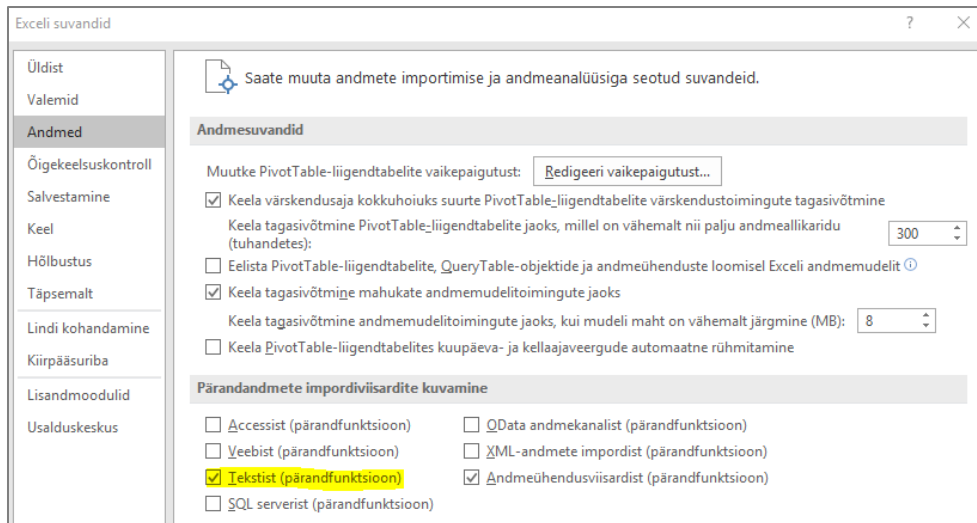 Exceli suvandid
?
Üldist
Valemid
Andmed
Õigekeelsuskontroll
Salvestamine
Keel
Hõlbustus
Täpsemalt
Lindi kohandamine
Kiirpääsuriba
Lisandmoodulid
Usalduskeskus
Saate muuta andmete importimise ja andmeanalüüsiga seotud suvandeid.
Andmesuvandid
Muutke PivotTable-liigendtabelite vaikepaigutust: Redigeeri vaikepaigutust...
Keela värskendusaja kokkuhoiuks suurte PivotTable-liigendtabelite värskendustoimingute tagasivõtmine
Keela tagasivõtmine PivotTable-liigendtabelite jaoks, millel on vähemalt nii palju andmeallikaridu
(tuhandetes): 300
Eelista PivotTable-liigendtabelite, QueryTable-objektide ja andmeühenduste loomisel Exceli andmemudelit
Keela tagasivõtmine mahukate andmemudelitoimingute jaoks
Keela tagasivõtmine andmemudelitoimingute jaoks, kui mudeli maht on vähemalt järgmine (MB): 8
Keela PivotTable-liigendtabelites kuupäeva- ja kellaajaveergude automaatne rühmitamine
Pärandandmete impordiviisardite kuvamine
Accessist (pärandfunktsioon) OData andmekanalist (pärandfunktsioon)
Veebist (pärandfunktsioon) XML-andmete impordist (pärandfunktsioon)
Tekstist (pärandfunktsioon) Andmeühendusviisardist (pärandfunktsioon)
SQL serverist (pärandfunktsioon)